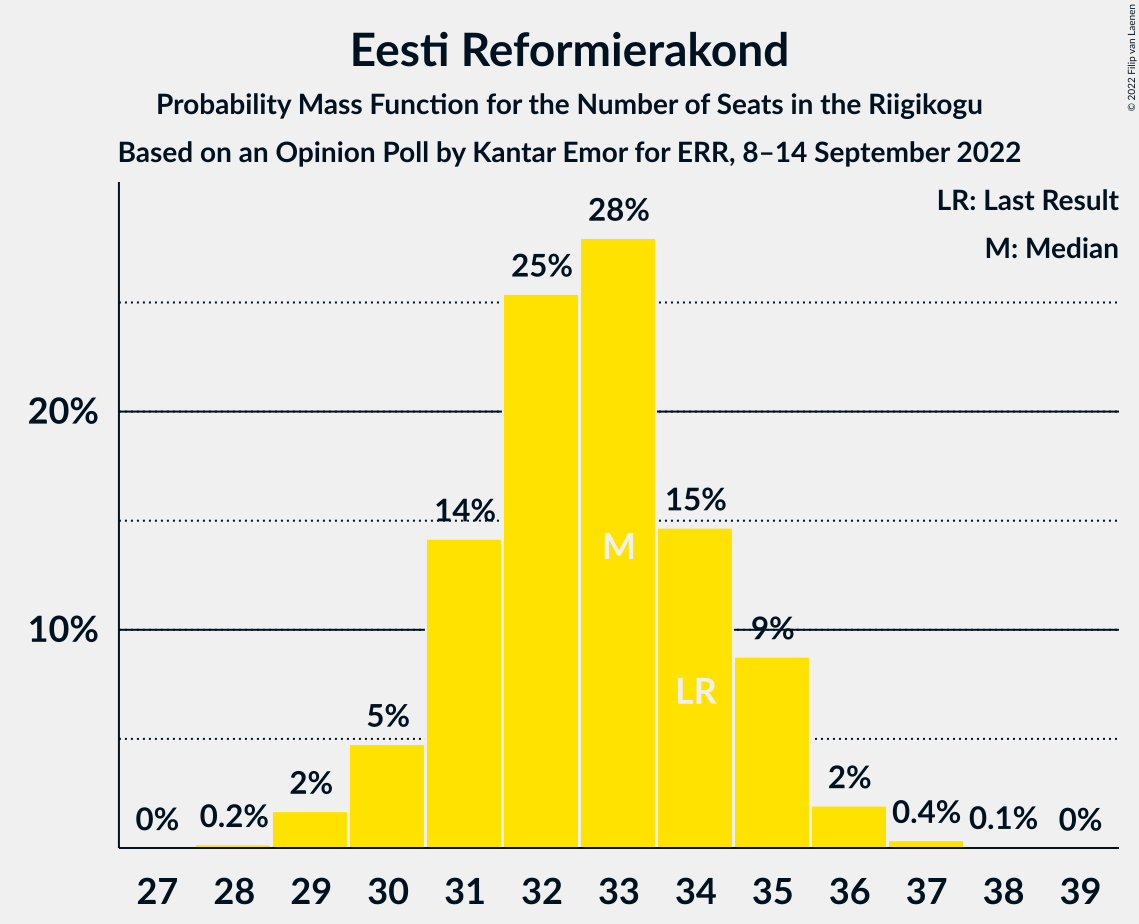 Eesti Reformierakond
Probability Mass Function for the Number of Seats in the Riigikogu
Based on an Opinion Poll by Kantar Emor for ERR, 8–14 September 2022
© 2022 Filip van Laenen
LR: Last Result
M: Median
20%
10%
0%
0.2%
2%
5%
14%
25%
28%
15%
9%
2%
0.4%
0.1%
0%
M
LR
27 28 29 30 31 32 33 34 35 36 37 38 39